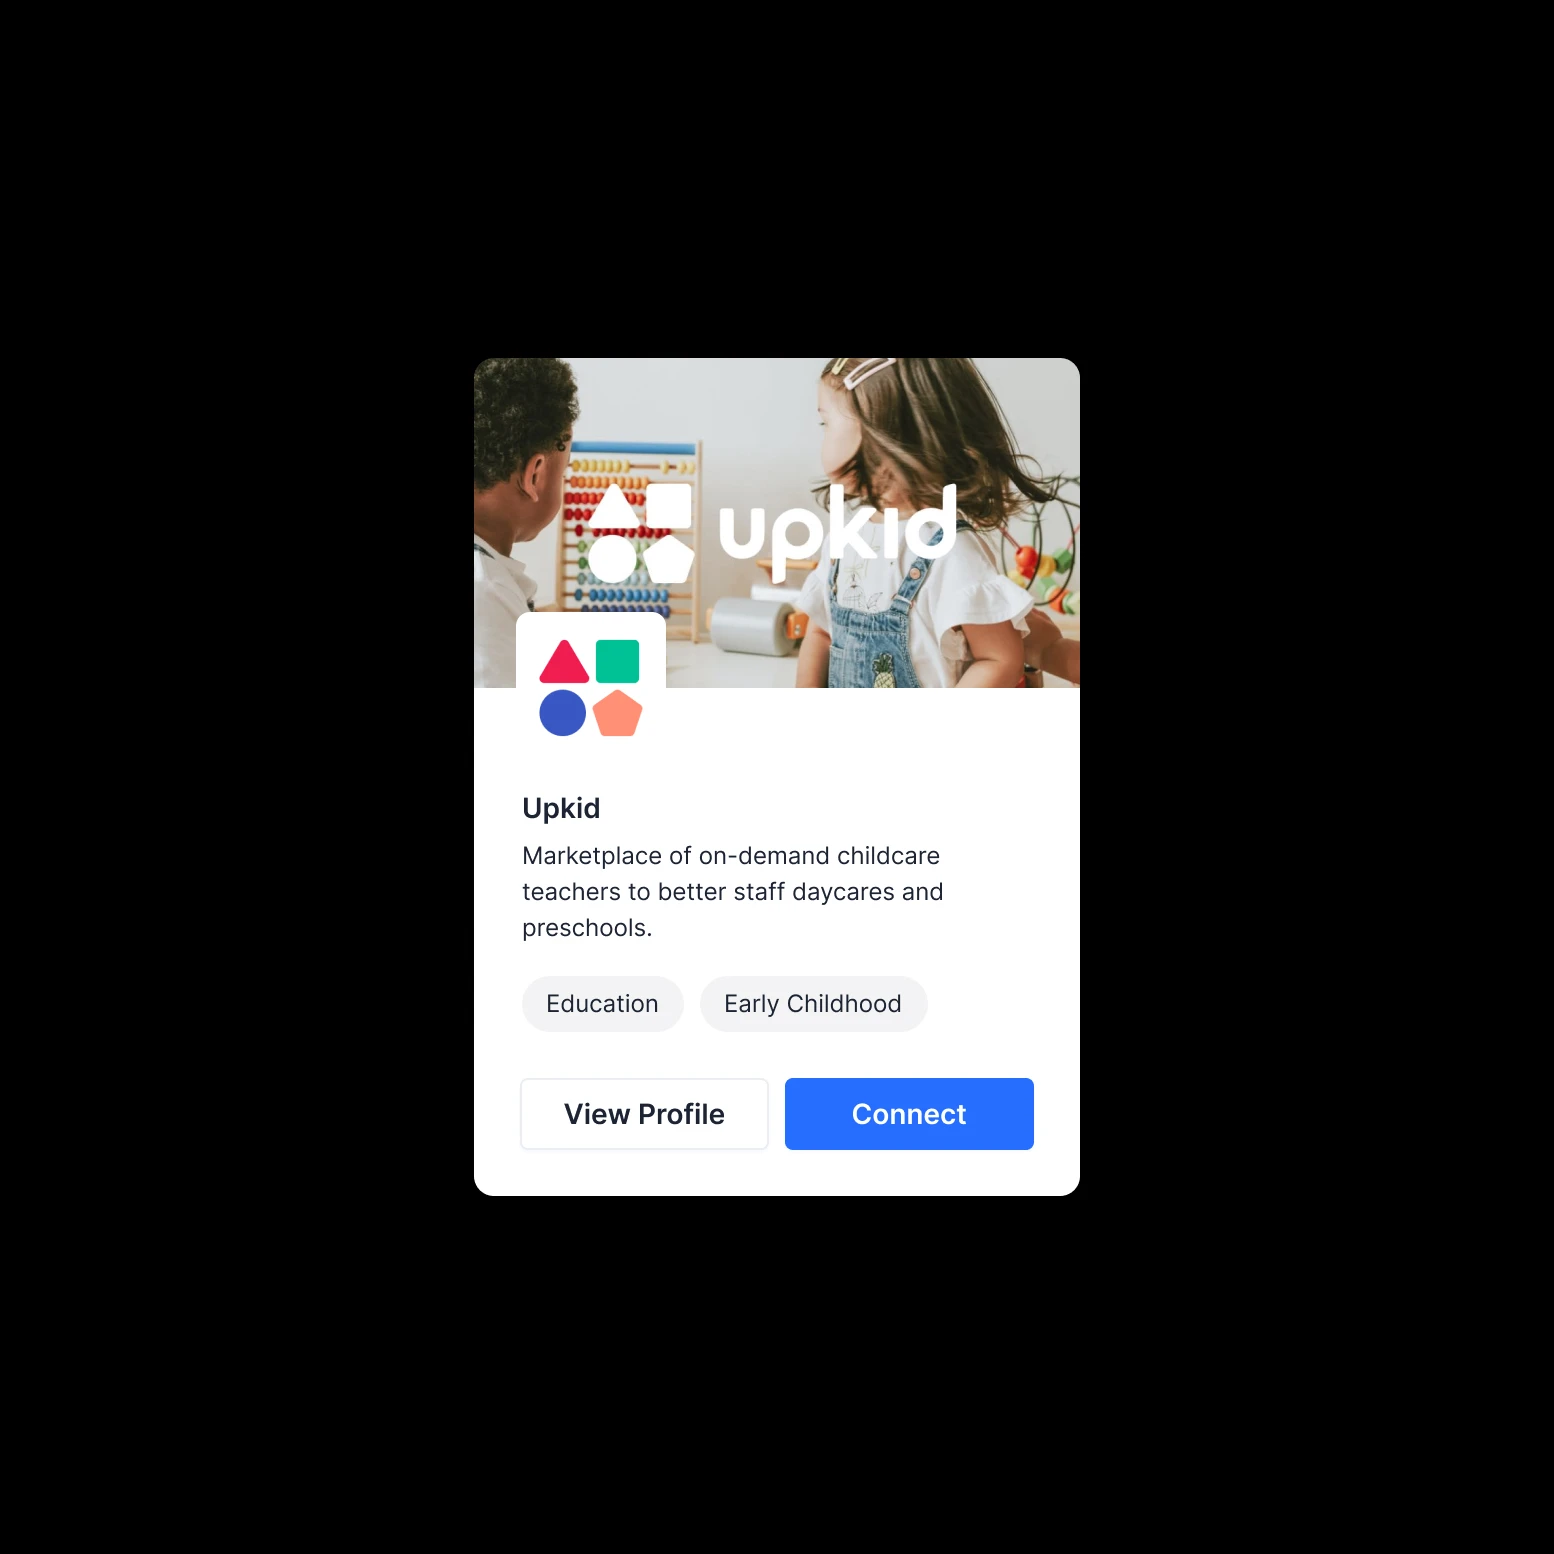 upkid
Upkid
Marketplace of on-demand childcare
teachers to better staff daycares and
preschools.
Education
Early Childhood
View Profile
Connect